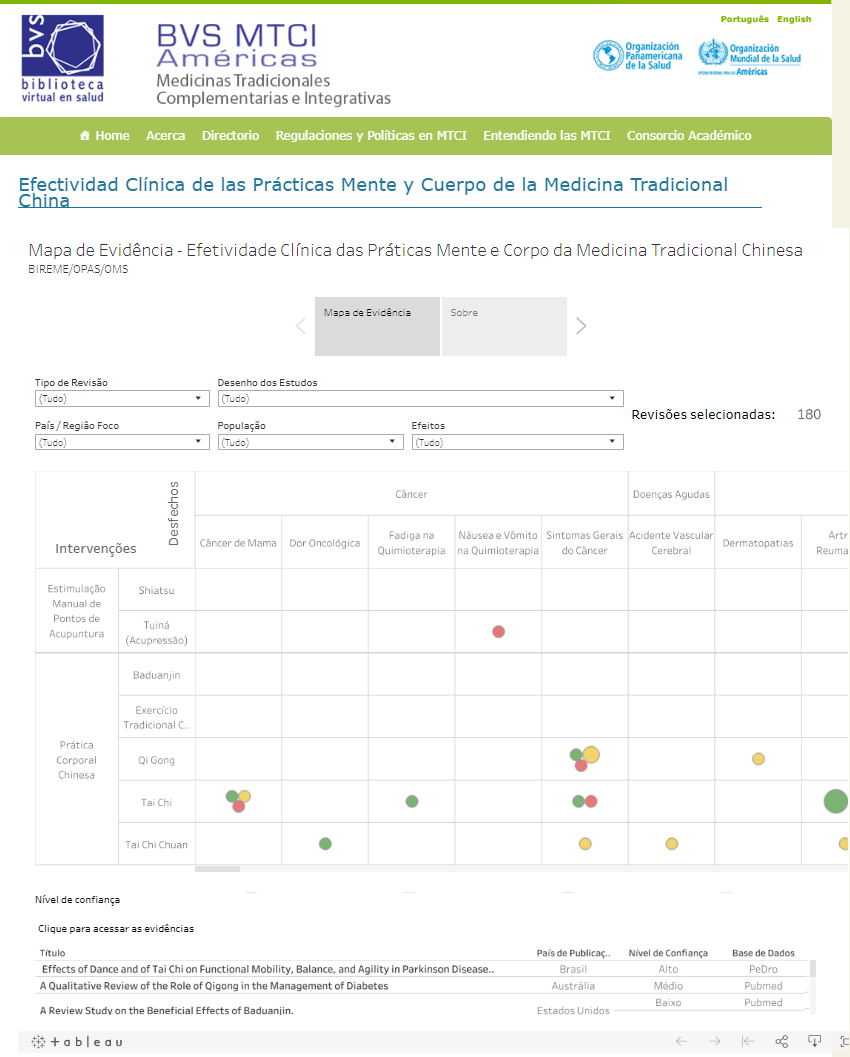 Português English
bvs
biblioteca
virtual en salud
BVS MTCI
Américas
Medicinas Tradicionales
Complementarias e Integrativas
Organización
Panamericana
de la Salud
Organización
Mundial de la Salud
Américas
Home Acerca Directorio Regulaciones y Políticas en MTCI Entendiendo las MTCI Consorcio Académico
Efectividad Clínica de las Prácticas Mente y Cuerpo de la Medicina Tradicional
China
Mapa de Evidência - Efetividade Clínica das Práticas Mente e Corpo da Medicina Tradicional Chinesa
BIREME/OPAS/OMS
Mapa de Evidência
Sobre
Tipo de Revisão
(Tudo)
Desenho dos Estudos
(Tudo)
Revisões selecionadas: 180
País / Região Foco
(Tudo)
População
(Tudo)
Efeitos
(Tudo)
Desfechos
Intervenções
Câncer
Doenças Agudas
Câncer de Mama
Dor Oncológica
Fadiga na
Quimioterapia
Náusea e Vômito
na Quimioterapia
Sintomas Gerais
do Câncer
Acidente Vascular
Cerebral
Dermatopatias
Artr
Reuma
Estimulação
Manual de
Pontos de
Acupuntura
Shiatsu
Tuiná
(Acupressão)
Prática
Corporal
Chinesa
Baduanjin
Exercício
Tradicional C..
Qi Gong
Tai Chi
Tai Chi Chuan
Nível de confiança
Clique para acessar as evidências
Título País de Publicaç.. Nível de Confiança Base de Dados
Effects of Dance and of Tai Chi on Functional Mobility, Balance, and Agility in Parkinson Disease.. Brasil Alto PeDro
A Qualitative Review of the Role of Qigong in the Management of Diabetes Austrália Médio Pubmed
A Review Study on the Beneficial Effects of Baduanjin. Estados Unidos Baixo Pubmed
+ableau